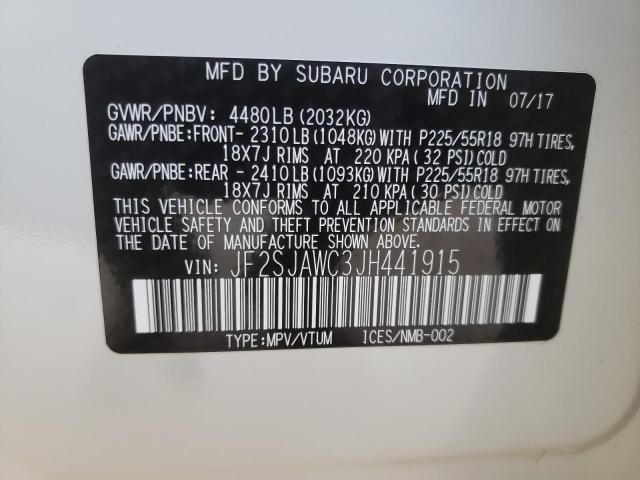 MFD BY SUBARU CORPORATION
MFD IN 07/17
GVWR/PNBV: 4480LB (2032KG)
GAWR/PNBE:FRONT- 2310LB(1048KG)WITH P225/55R18 97H TIRES,
18X7J RIMS AT 220 KPA ( 32 PSI)COLD
GAWR/PNBE:REAR - 2410LB(1093KG)WITH P225/55R18 97H TIRES,
18X7J RIMS AT 210 KPA ( 30 PSI)COLD
THIS VEHICLE CONFORMS TO ALL APPLICABLE FEDERAL MOTOR
VEHICLE SAFETY AND THEFT PREVENTION STANDARDS IN EFFECT ON
THE DATE OF MANUFACTURE SHOWN ABOVE.
VIN: JF2SJAWC3JH441915
TYPE:MPV/VTUM ICES/NMB-002